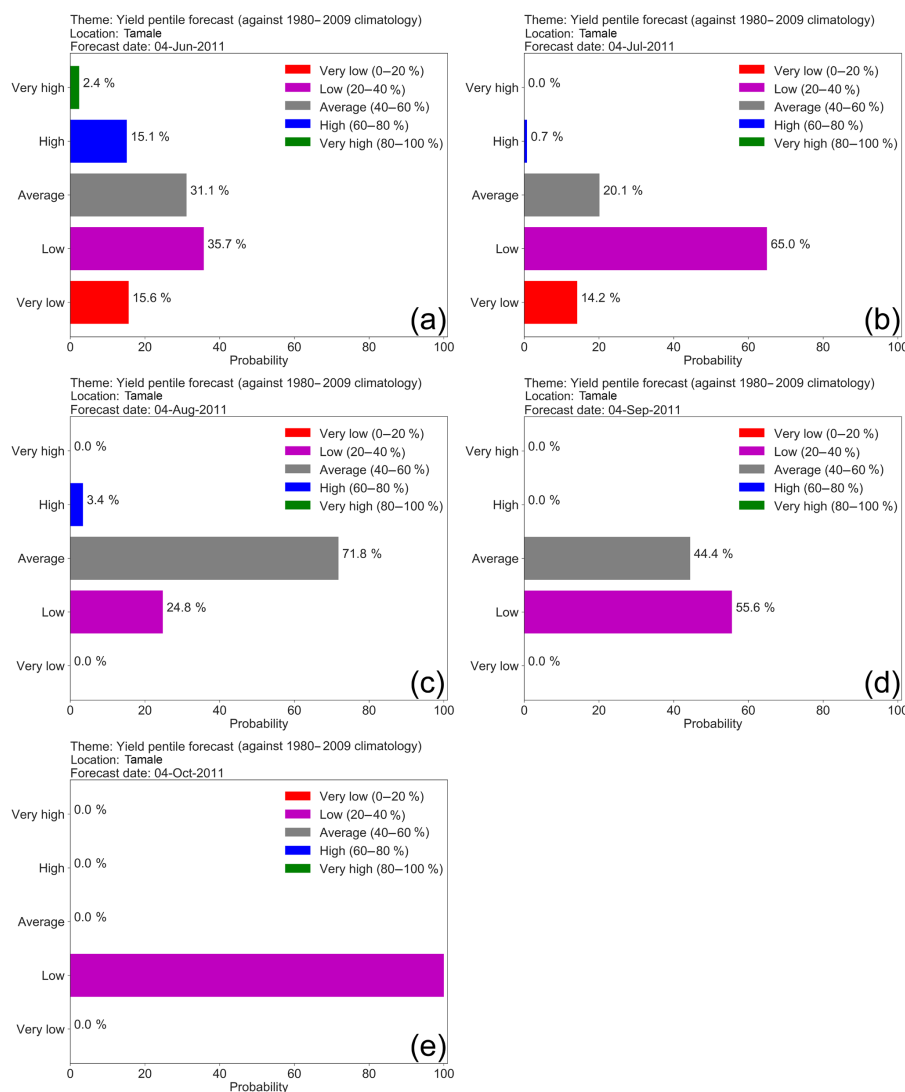 Theme: Yield pentile forecast (against 1980–2009 climatology)
Location: Tamale
Forecast date: 04-Jun-2011
Very high
2.4 %
High
15.1 %
Average
31.1 %
Low
35.7 %
Very low
15.6 %
Very low (0–20 %)
Low (20–40 %)
Average (40–60 %)
High (60–80 %)
Very high (80–100 %)
(a)
0 20 40 60 80 100
Probability
Theme: Yield pentile forecast (against 1980–2009 climatology)
Location: Tamale
Forecast date: 04-Jul-2011
Very high
0.0 %
High
0.7 %
Average
20.1 %
Low
65.0 %
Very low
14.2 %
Very low (0–20 %)
Low (20–40 %)
Average (40–60 %)
High (60–80 %)
Very high (80–100 %)
(b)
0 20 40 60 80 100
Probability
Theme: Yield pentile forecast (against 1980–2009 climatology)
Location: Tamale
Forecast date: 04-Aug-2011
Very high
0.0 %
High
3.4 %
Average
71.8 %
Low
24.8 %
Very low
0.0 %
Very low (0–20 %)
Low (20–40 %)
Average (40–60 %)
High (60–80 %)
Very high (80–100 %)
(c)
0 20 40 60 80 100
Probability
Theme: Yield pentile forecast (against 1980–2009 climatology)
Location: Tamale
Forecast date: 04-Sep-2011
Very high
0.0 %
High
0.0 %
Average
44.4 %
Low
55.6 %
Very low
0.0 %
Very low (0–20 %)
Low (20–40 %)
Average (40–60 %)
High (60–80 %)
Very high (80–100 %)
(d)
0 20 40 60 80 100
Probability
Theme: Yield pentile forecast (against 1980–2009 climatology)
Location: Tamale
Forecast date: 04-Oct-2011
Very high
0.0 %
High
0.0 %
Average
0.0 %
Low
Very low
0.0 %
Very low (0–20 %)
Low (20–40 %)
Average (40–60 %)
High (60–80 %)
Very high (80–100 %)
(e)
0 20 40 60 80 100
Probability